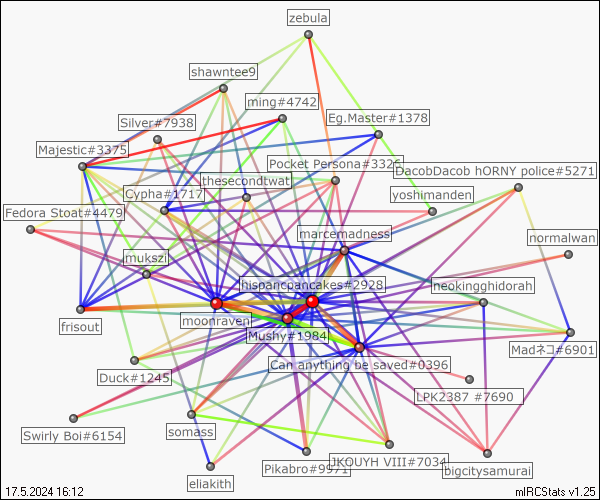 zebula
shawntee9
ming#4742
Silver#7938
Eg.Master#1378
Majestic#3375
Pocket Persona#3326
DacobDacob hORNY police#5271
thesecondtwat
Cypha#1717
yoshimanden
Fedora Stoat#4479
marcemadness
normalwan
mukszil
hispanicpancakes#2928
neokingghidorah
moonraven
frisout
Mushy#1984
Madネコ#6901
Can anything be saved#0396
Duck#1245
LPK2387 #7690
Swirly Boi#6154
somass
JKOUYH VIII#7034
Pikabro#9971
bigcitysamurai
eliakith
17.5.2024 16:12
mIRCStats v1.25